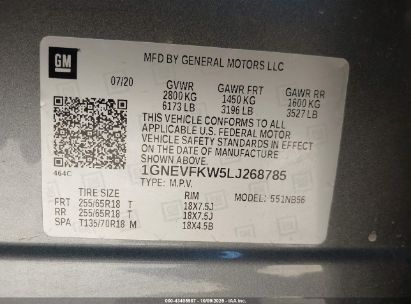 GM
MFD BY GENERAL MOTORS LLC
07/20 GVWR GAWR FRT GAWR RR
2800 KG 1450 KG 1600 KG
6173 LB 3196 LB 3527 LB
THIS VEHICLE CONFORMS TO ALL
APPLICABLE U.S. FEDERAL MOTOR
VEHICLE SAFETY STANDARDS IN EFFECT
ON THE DATE OF MANUFACTURE SHOWN ABOVE.
464C 1GNEVFKW5LJ268785
TYPE: M.P.V. MODEL: 5S1NB56
TIRE SIZE RIM
FRT 255/65R18 T 18X7.5J
RR 255/65R18 T 18X7.5J
SPA T135/70R18 M 18X4.5B